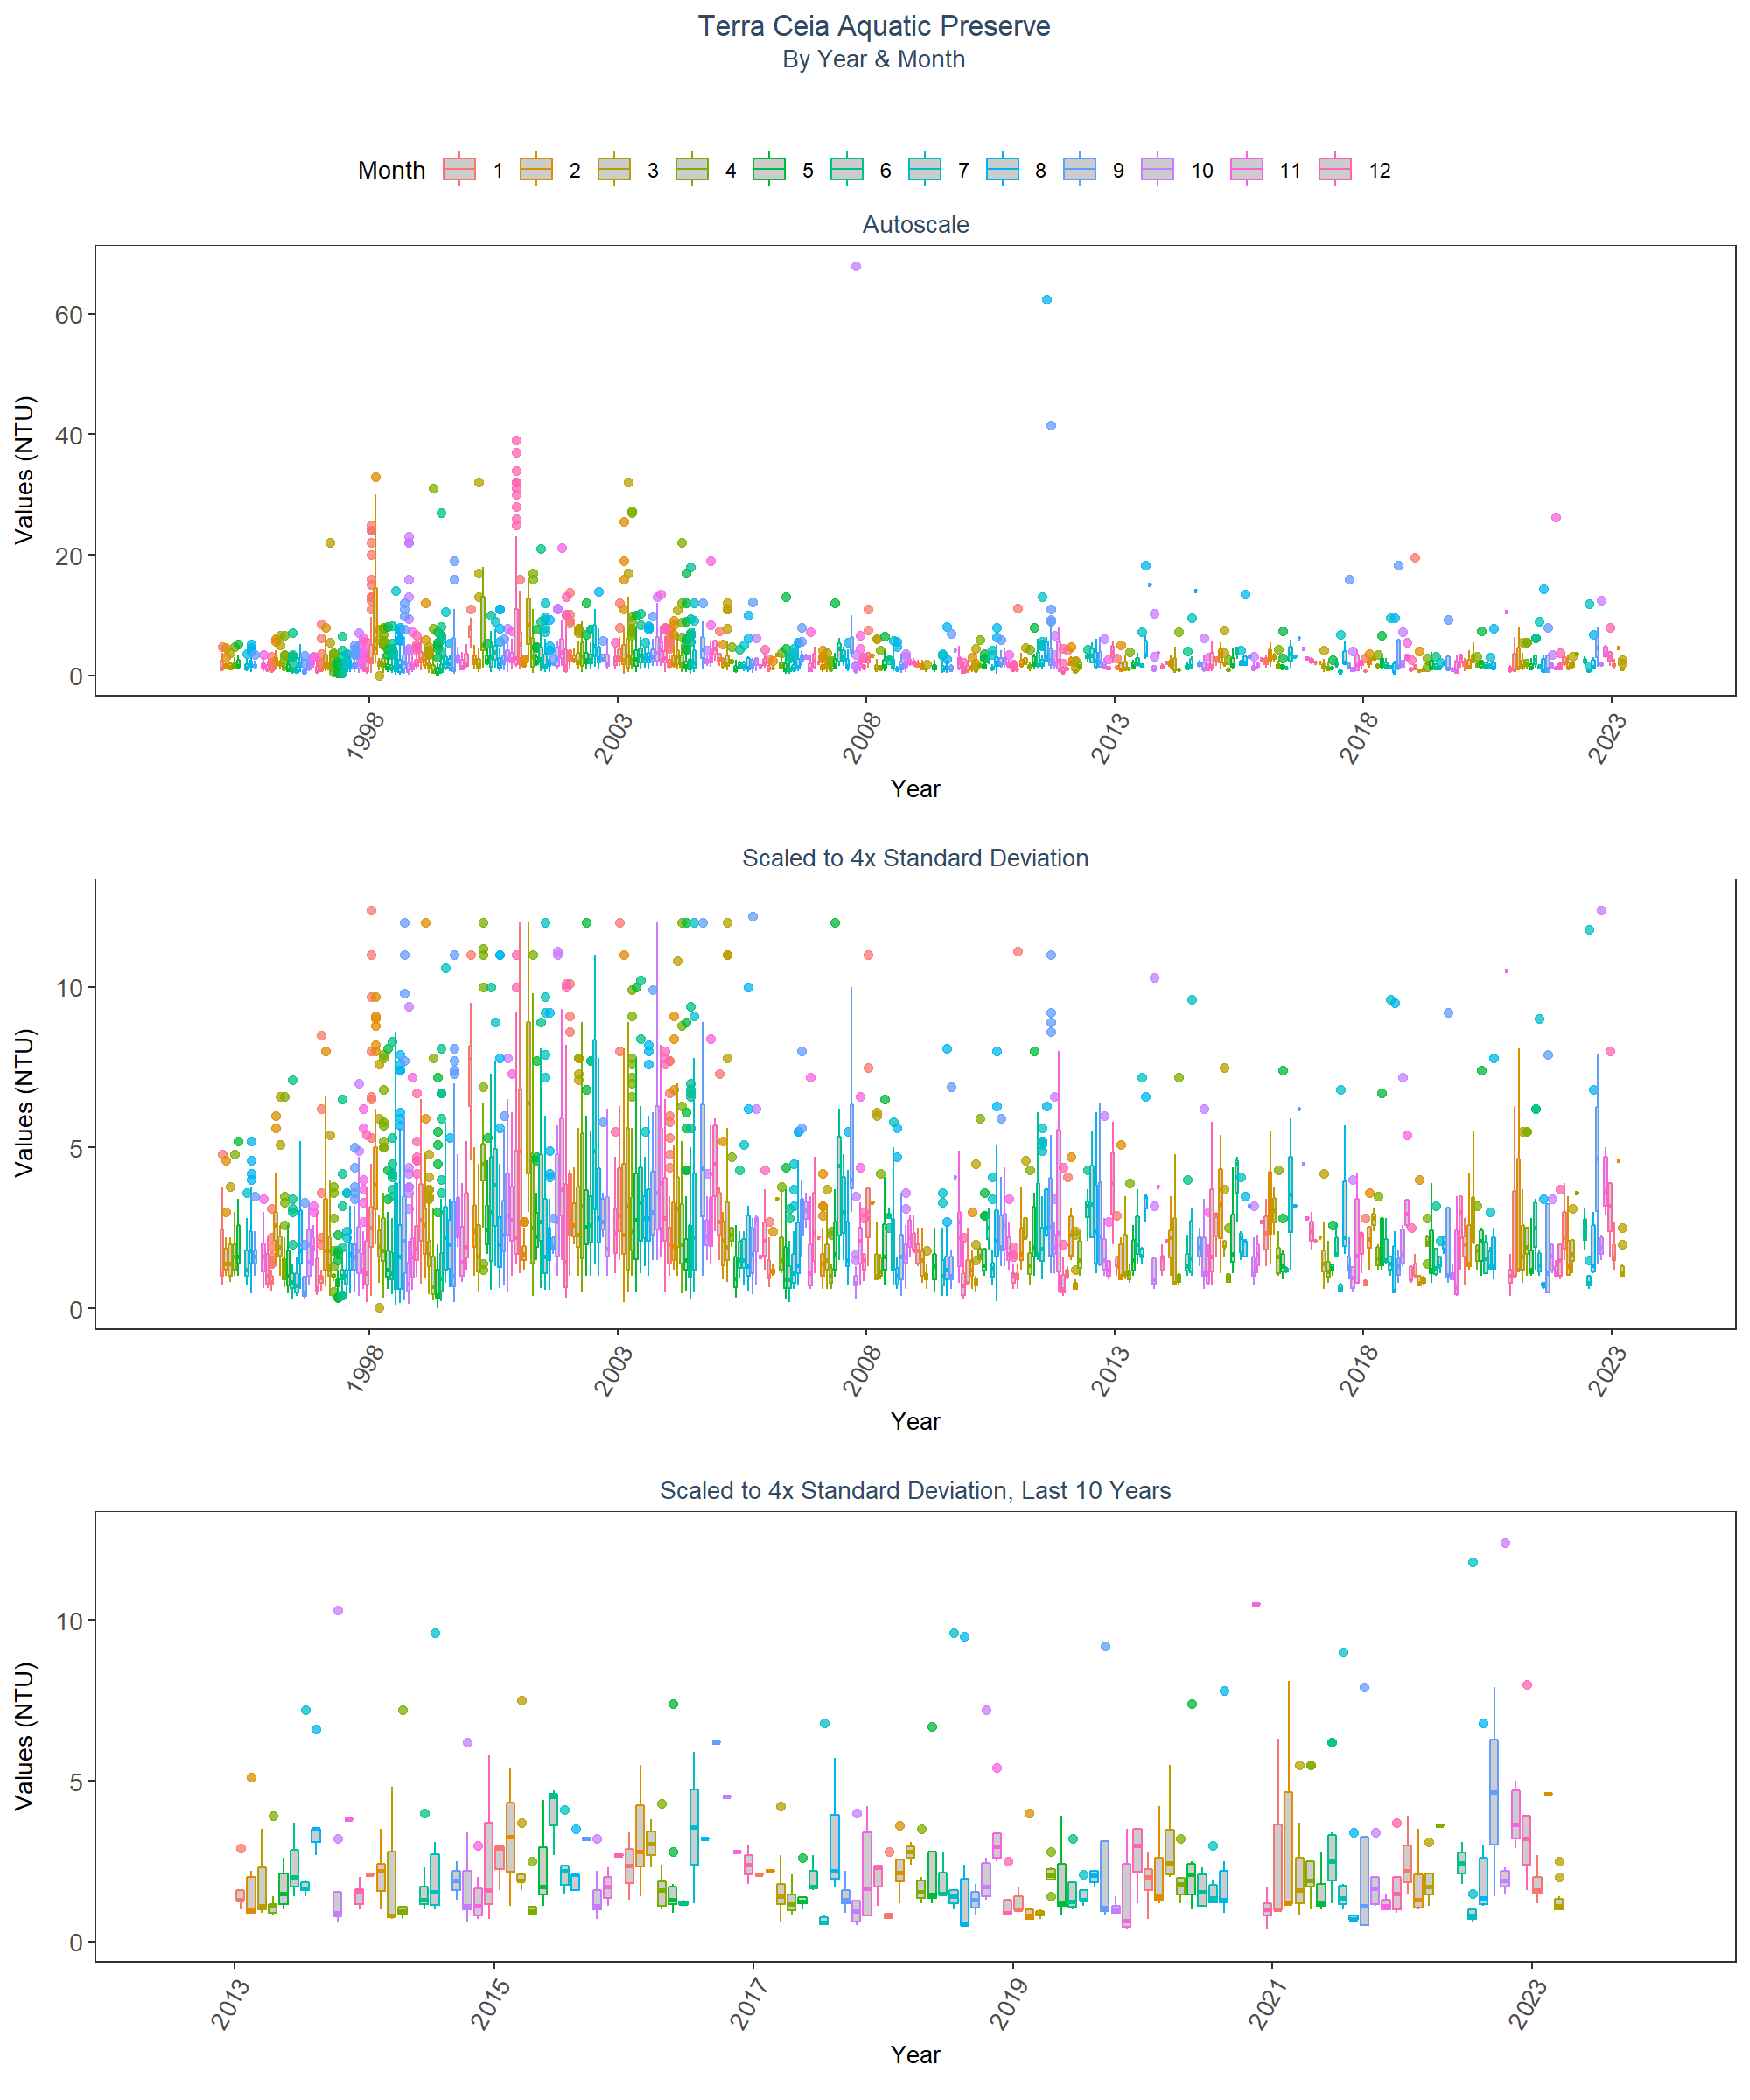 Terra Ceia Aquatic Preserve
By Year & Month
Month 1 2 3 4 5 6 7 8 9 10 11 12
Autoscale
Values (NTU)
60
40
20
0
1998 2003 2008 2013 2018 2023
Year
Scaled to 4x Standard Deviation
Values (NTU)
10
5
0
1998 2003 2008 2013 2018 2023
Year
Scaled to 4x Standard Deviation, Last 10 Years
Values (NTU)
10
5
0
2013 2015 2017 2019 2021 2023
Year